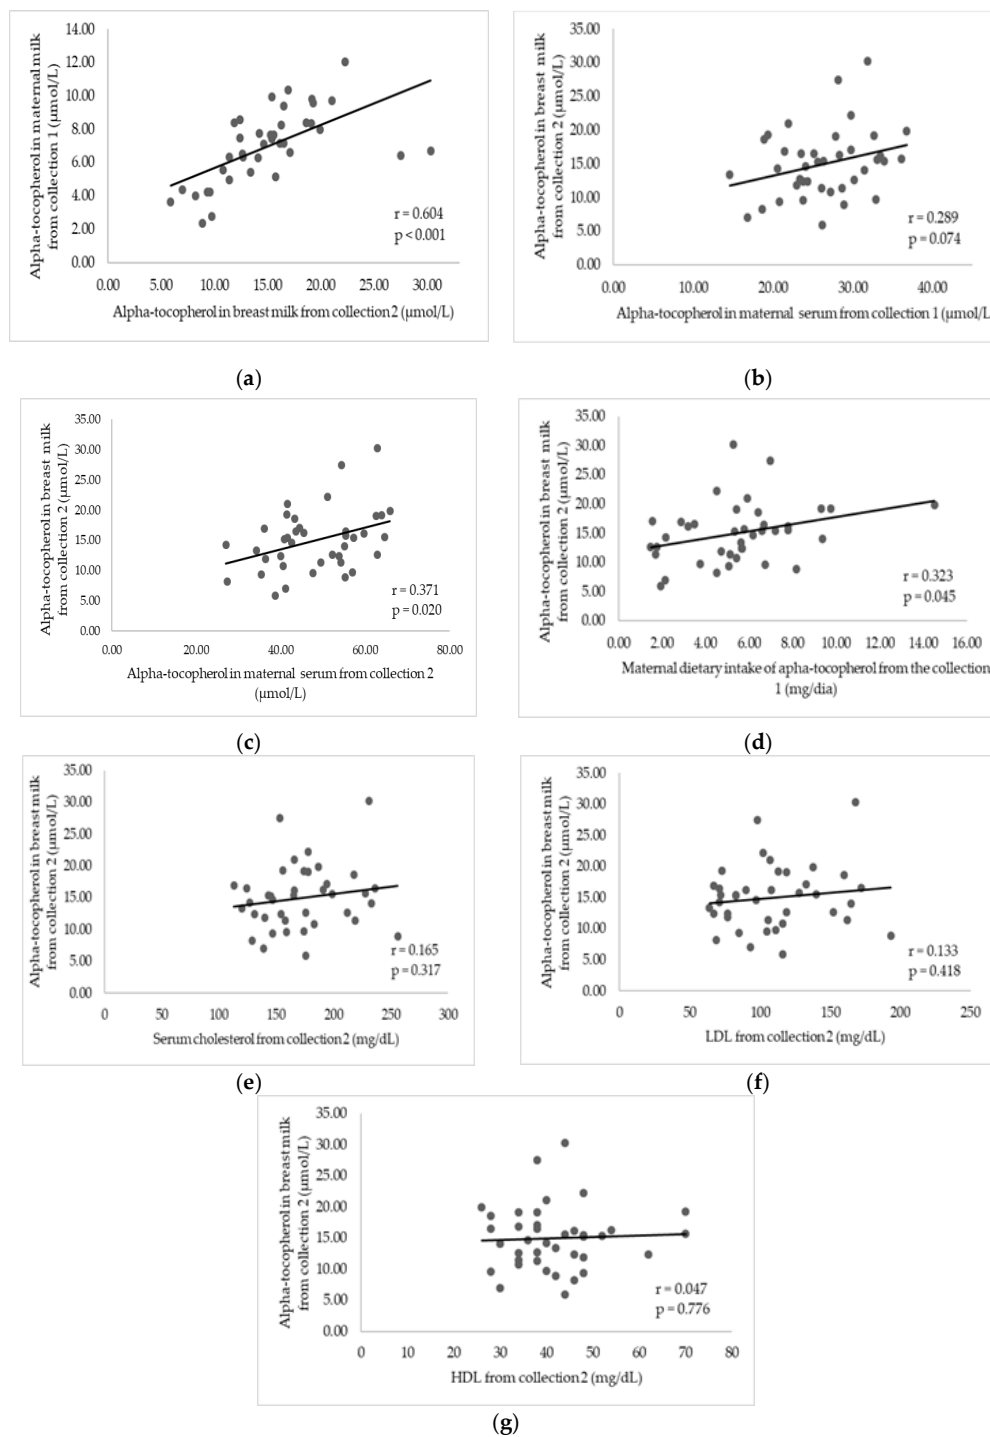 Alpha-tocopherol in maternal milk
from collection 1 (µmol/L)
14.00
12.00
10.00
8.00
6.00
4.00
2.00
0.00
r = 0.604
p < 0.001
0.00 10.00 15.00 20.00 30.00
Alpha-tocopherol in breast milk from collection 2 (µmol/L)
(a)
Alpha-tocopherol in breast milk
from collection 2 (µmol/L)
35.00
30.00
25.00
20.00
15.00
10.00
5.00
0.00
r = 0.289
p = 0.074
0.00 10.00 20.00 30.00 40.00
Alpha-tocopherol in maternal serum from collection 1 (µmol/L
(b)
Alpha-tocopherol in breast milk
from collection 2 (µmol/L)
35.00
30.00
25.00
20.00
15.00
10.00
5.00
0.00
r = 0.371
p = 0.020
0.00 20.00 40.00 60.00 80.00
Alpha-tocopherol in maternal serum from collection 2
(µmol/L)
(c)
Alpha-tocopherol in breast milk
from collection 2 (µmol/L)
35.00
30.00
25.00
20.00
15.00
10.00
5.00
0.00
r = 0.323
p = 0.045
0.00 2.00 4.00 6.00 8.00 10.00 12.00 14.00 16.00
Maternal dietary intake of apha-tocopherol from the collection
1 (mg/dia)
(d)
Alpha-tocopherol in breast milk
from collection 2 (µmol/L)
35.00
30.00
25.00
20.00
15.00
10.00
5.00
0.00
r = 0.165
p = 0.317
0 50 100 150 200 250 300
Serum cholesterol from collection 2 (mg/dL)
(e)
Alpha-tocopherol in breast milk
from collection 2 (µmol/L)
35.00
30.00
25.00
20.00
15.00
10.00
5.00
0.00
r = 0.133
p = 0.418
0 50 100 150 200 250
LDL from collection 2 (mg/dL)
(f)
Alpha-tocopherol in breast milk
from collection 2 (µmol/L)
35.00
30.00
25.00
20.00
15.00
10.00
5.00
0.00
r = 0.047
p = 0.776
0 10 20 30 40 50 60 70 80
HDL from collection 2 (mg/dL)
(g)